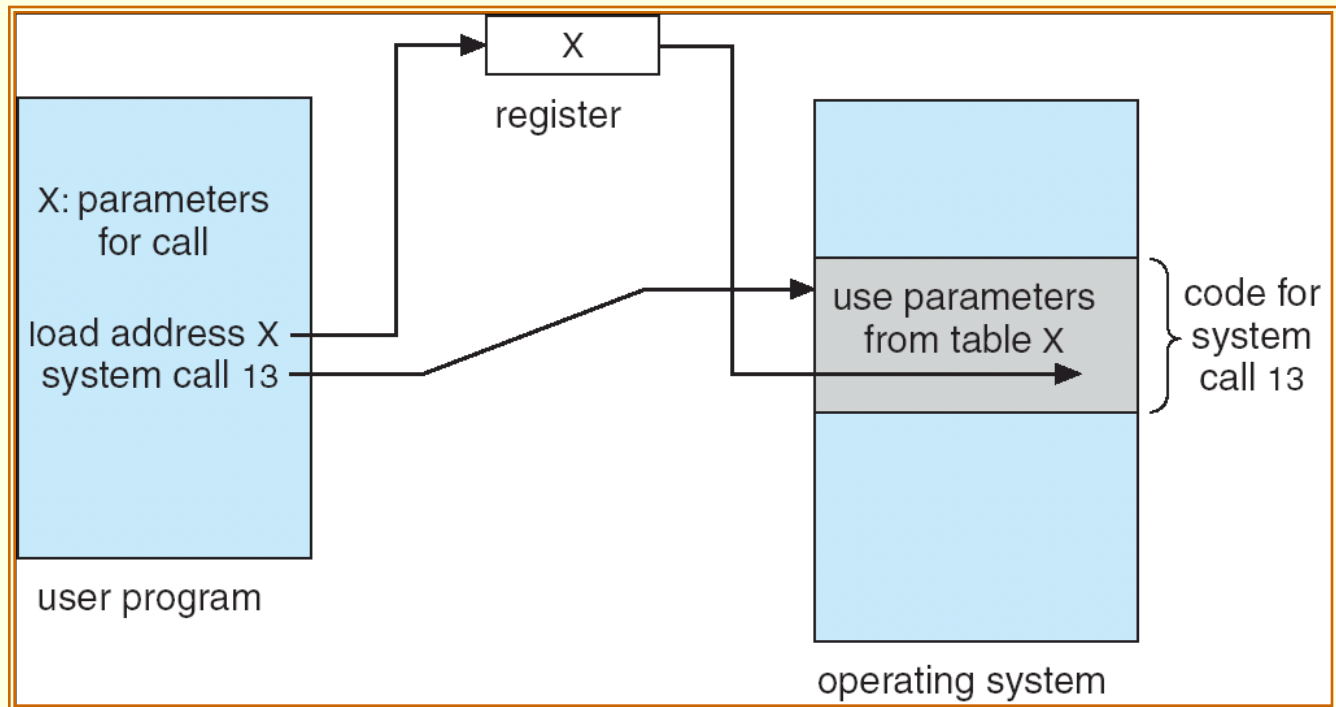 X
register
X: parameters
for call
load address X
system call 13
user program
use parameters
from table X
code for
system
call 13
operating system